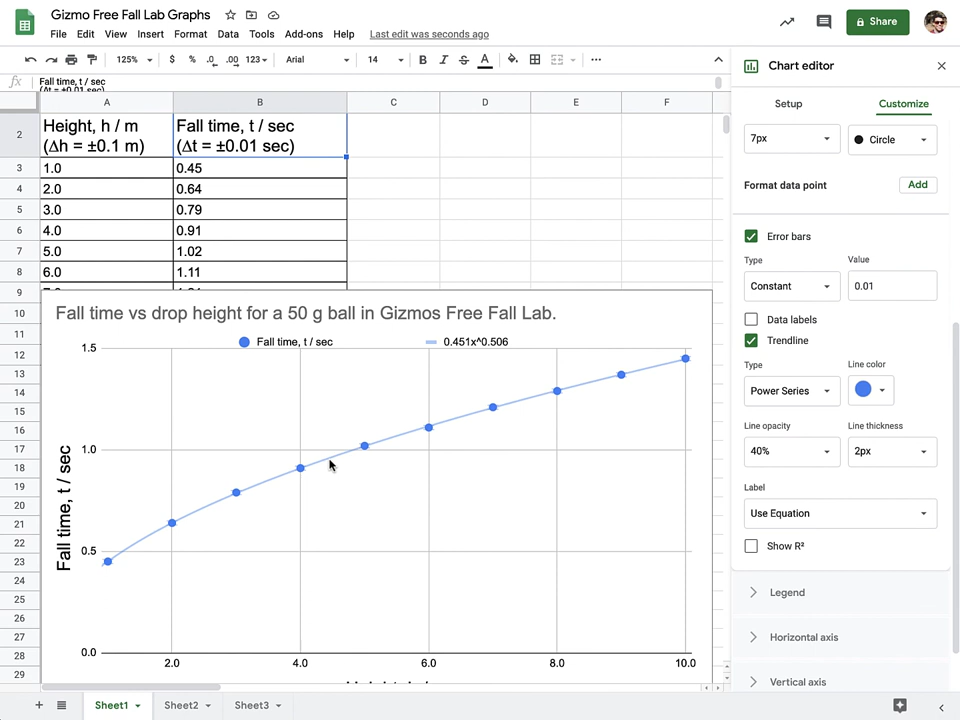 Gizmo Free Fall Lab Graphs
File Edit View Insert Format Data Tools Add-ons Help Last edit was seconds ago
Share
125% $ % .0 .00 123 Arial 14 B I S A
fx Fall time, t / sec
(Δt = ±0.01 sec)
A B C D E F
2 Height, h / m Fall time, t / sec
(Δh = ±0.1 m) (Δt = ±0.01 sec)
3 1.0 0.45
4 2.0 0.64
5 3.0 0.79
6 4.0 0.91
7 5.0 1.02
8 6.0 1.11
9
10
11
12
13
14
15
16
17
18
19
20
21
22
23
24
25
26
27
28
29
Fall time vs drop height for a 50 g ball in Gizmos Free Fall Lab.
Fall time, t / sec 0.451x^0.506
1.5
1.0
0.5
0.0
Fall time, t / sec
2.0 4.0 6.0 8.0 10.0
Chart editor
Setup Customize
7px Circle
Format data point Add
Error bars
Type Value
Constant 0.01
Data labels
Trendline
Type Line color
Power Series
Line opacity Line thickness
40% 2px
Label
Use Equation
Show R²
Legend
Horizontal axis
Vertical axis
Sheet1 Sheet2 Sheet3